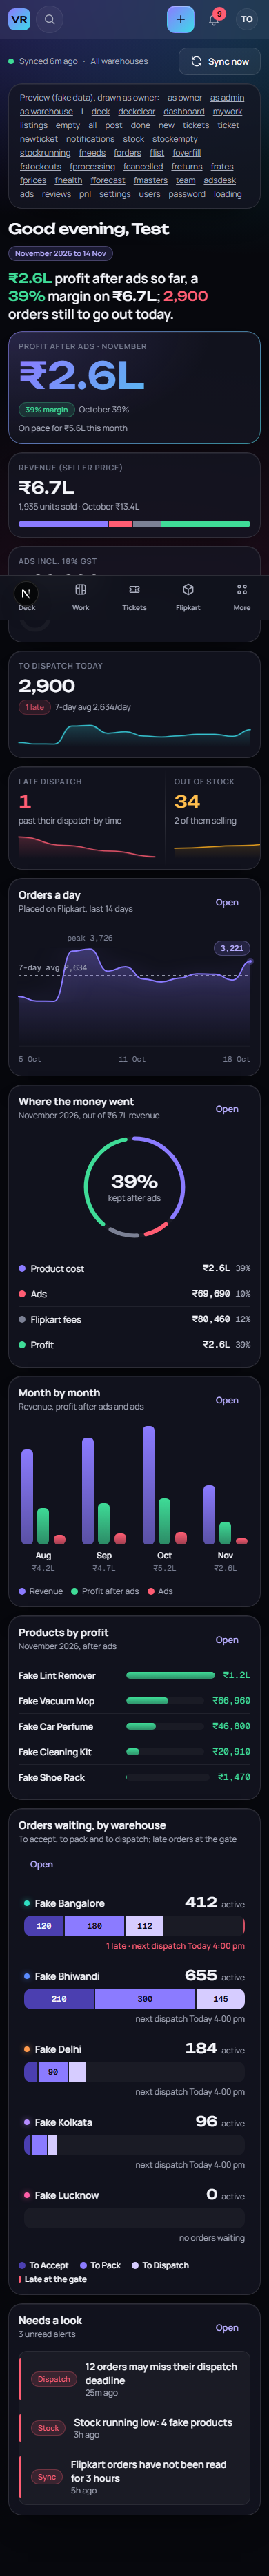 VR
+
9
TO
Synced 6m ago · All warehouses
Sync now
Preview (fake data), drawn as owner: as owner as admin
as warehouse | deck deckclear dashboard mywork
listings empty all post done new tickets ticket
newticket notifications stock stockempty
stockrunning fneeds forders flist foverfill
fstockouts fprocessing fcancelled freturns frates
fprices fhealth fforecast fmasters team adsdesk
ads reviews pnl settings users password loading
Good evening, Test
November 2026 to 14 Nov
₹2.6L profit after ads so far, a
39% margin on ₹6.7L; 2,900
orders still to go out today.
PROFIT AFTER ADS · NOVEMBER
₹2.6L
39% margin October 39%
On pace for ₹5.6L this month
REVENUE (SELLER PRICE)
₹6.7L
1,935 units sold · October ₹13.4L
ADS INCL. 18% GST
N
Deck
Work
Tickets
Flipkart
More
TO DISPATCH TODAY
2,900
1 late 7-day avg 2,634/day
LATE DISPATCH
1
past their dispatch-by time
OUT OF STOCK
34
2 of them selling
Orders a day
Placed on Flipkart, last 14 days
Open
peak 3,726
3,221
7-day avg 2,634
5 Oct
11 Oct
18 Oct
Where the money went
November 2026, out of ₹6.7L revenue
Open
39%
kept after ads
Product cost ₹2.6L 39%
Ads ₹69,690 10%
Flipkart fees ₹80,460 12%
Profit ₹2.6L 39%
Month by month
Revenue, profit after ads and ads
Open
Aug Sep Oct Nov
₹4.2L ₹4.7L ₹5.2L ₹2.6L
Revenue Profit after ads Ads
Products by profit
November 2026, after ads
Open
Fake Lint Remover ₹1.2L
Fake Vacuum Mop ₹66,960
Fake Car Perfume ₹46,800
Fake Cleaning Kit ₹20,910
Fake Shoe Rack ₹1,470
Orders waiting, by warehouse
To accept, to pack and to dispatch; late orders at the gate
Open
Fake Bangalore 412 active
120 180 112
1 late · next dispatch Today 4:00 pm
Fake Bhiwandi 655 active
210 300 145
next dispatch Today 4:00 pm
Fake Delhi 184 active
90
next dispatch Today 4:00 pm
Fake Kolkata 96 active
next dispatch Today 4:00 pm
Fake Lucknow 0 active
no orders waiting
To Accept To Pack To Dispatch
Late at the gate
Needs a look
3 unread alerts
Open
Dispatch
12 orders may miss their dispatch
deadline
25m ago
Stock
Stock running low: 4 fake products
3h ago
Sync
Flipkart orders have not been read
for 3 hours
5h ago